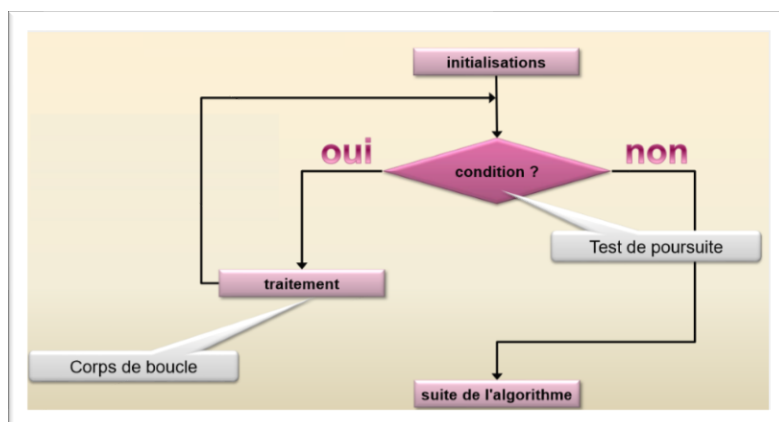 initialisations
oui
non
condition ?
Test de poursuite
traitement
Corps de boucle
suite de l'algorithme